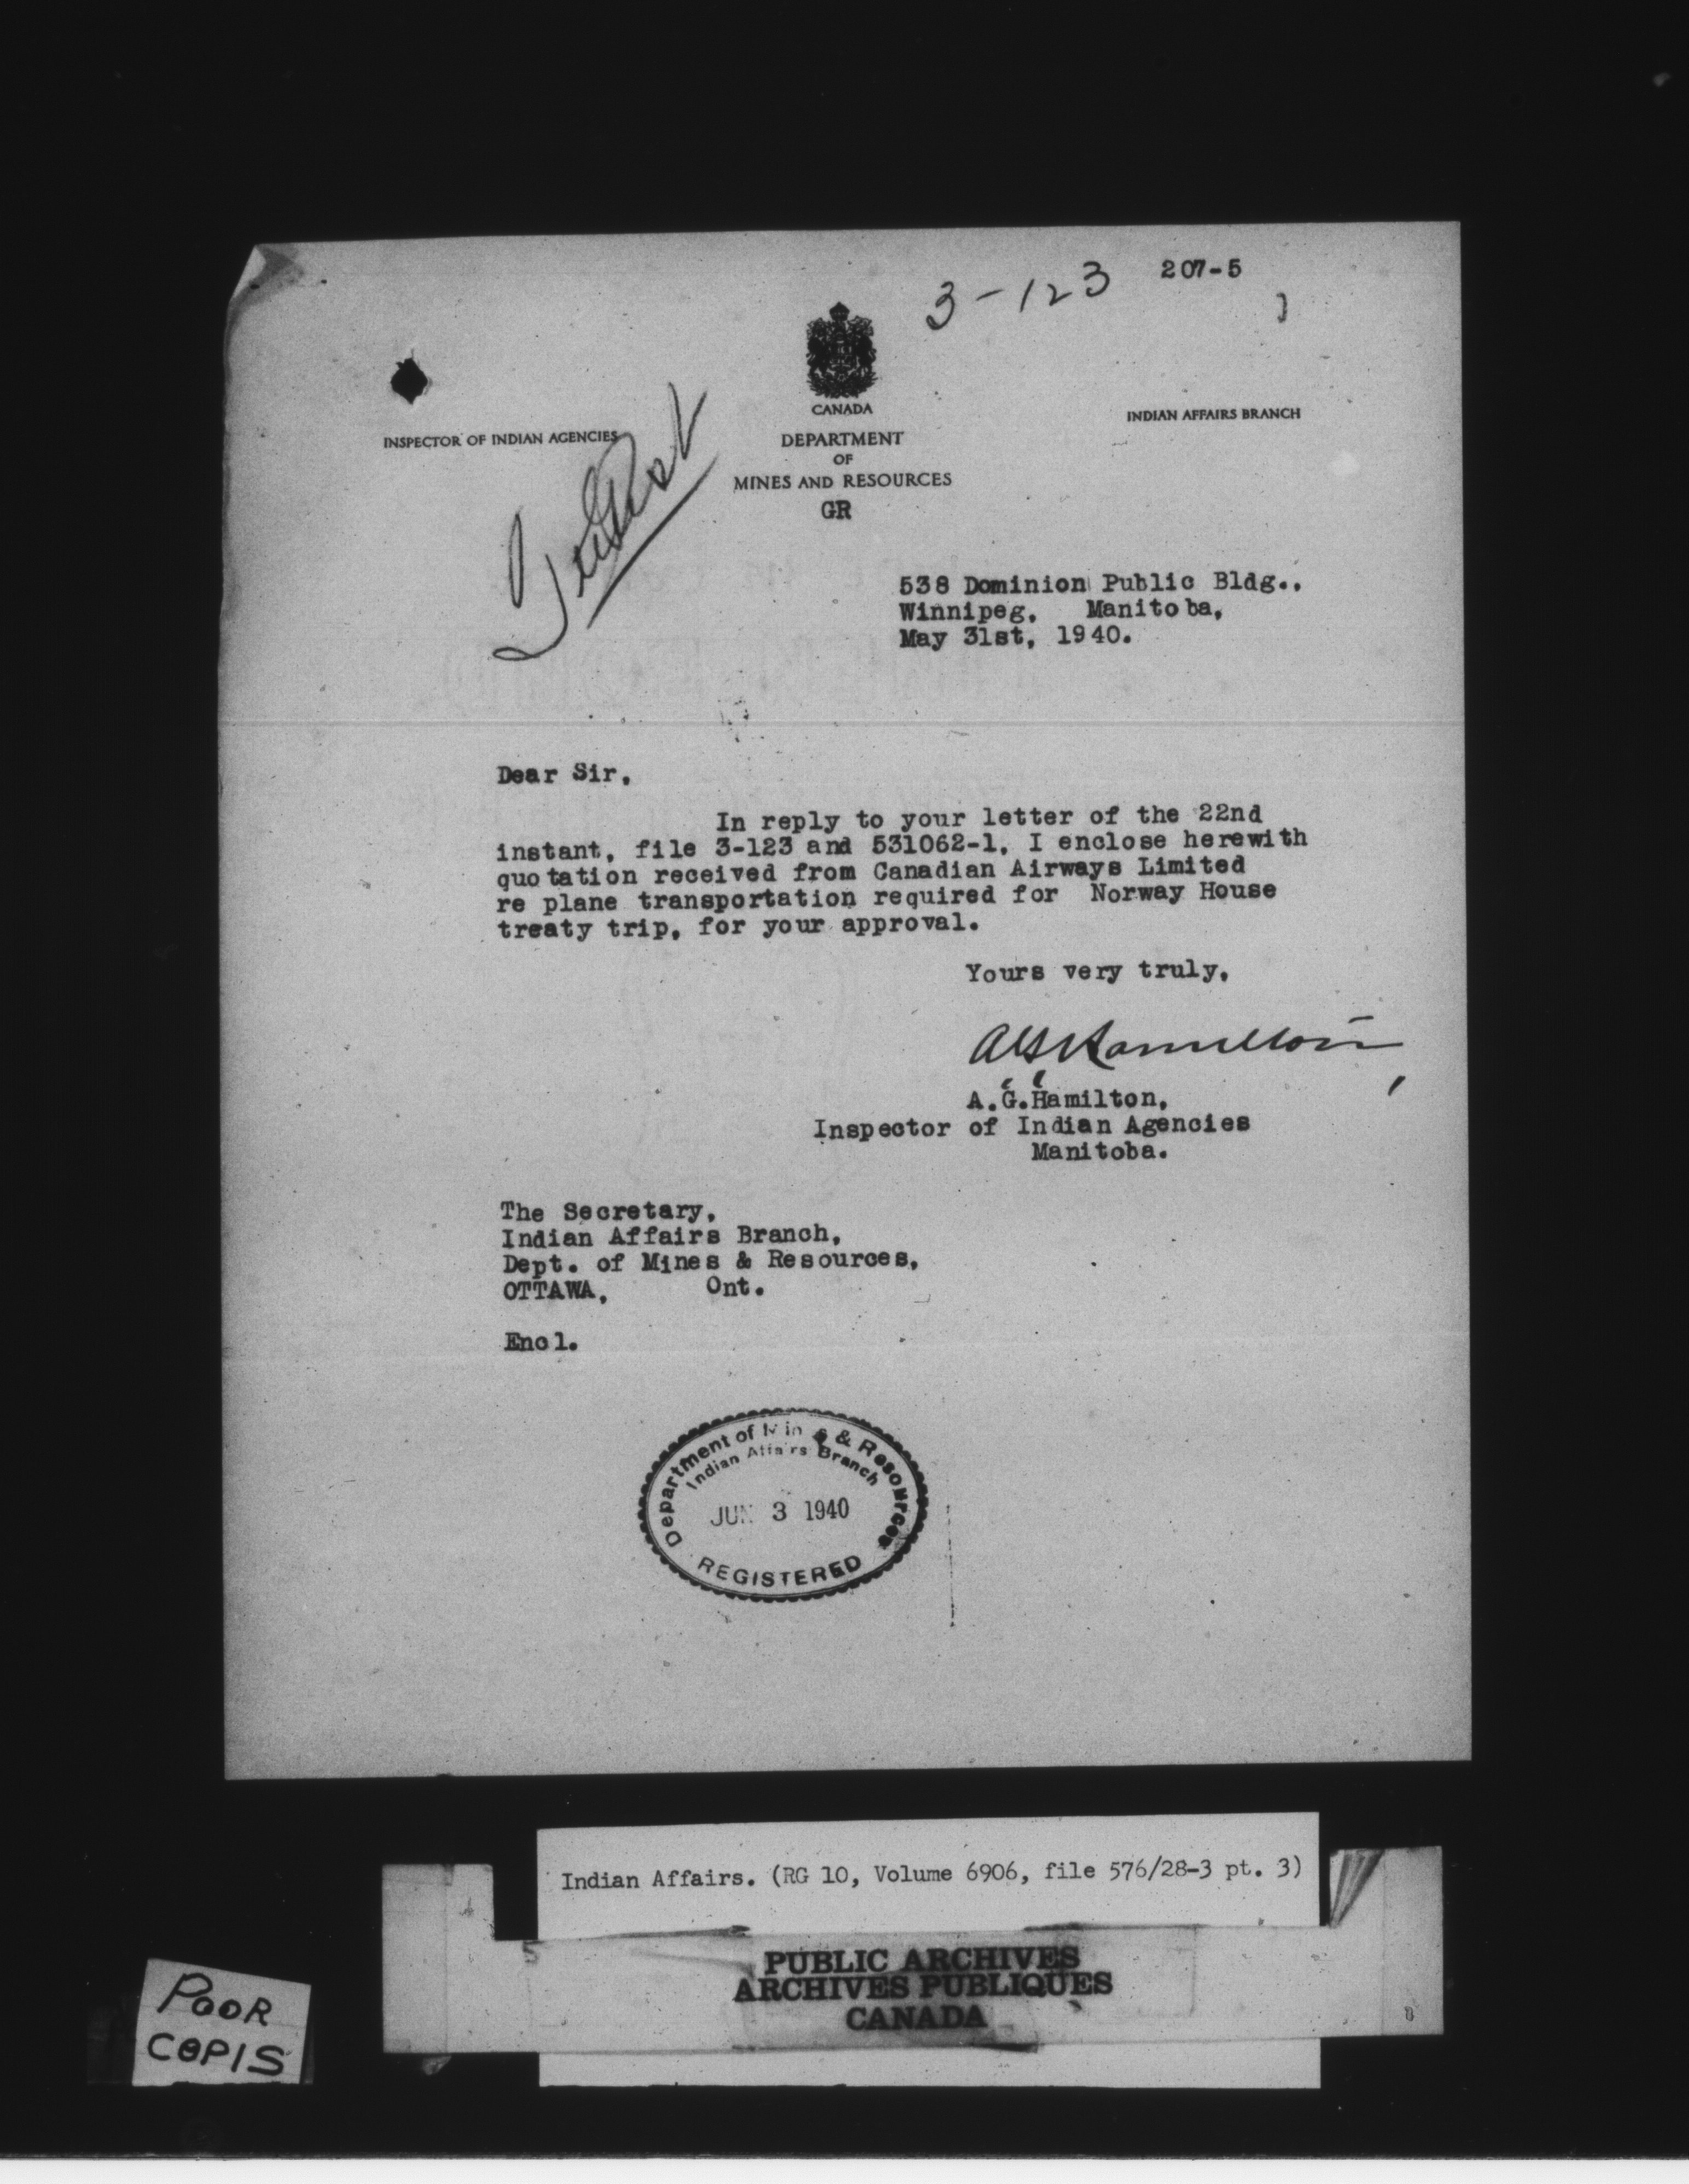 3-123 207-5
CANADA
INSPECTOR OF INDIAN AGENCIES
DEPARTMENT
OF
MINES AND RESOURCES
INDIAN AFFAIRS BRANCH
GR
538 Dominion Public Bldg.,
Winnipeg, Manitoba,
May 31st, 1940.
Dear Sir,
In reply to your letter of the 22nd
instant, file 3-123 and 531062-1, I enclose herewith
quotation received from Canadian Airways Limited
re plane transportation required for Norway House
treaty trip, for your approval.
Yours very truly,
AGHamilton
A.G.Hamilton,
Inspector of Indian Agencies
Manitoba.
The Secretary,
Indian Affairs Branch,
Dept. of Mines & Resources,
OTTAWA, Ont.
Encl.
Department of Mines & Resources
Indian Affairs Branch
JUN 3 1940
REGISTERED
Indian Affairs. (RG 10, Volume 6906, file 576/28-3 pt. 3)
PUBLIC ARCHIVES
ARCHIVES PUBLIQUES
CANADA
POOR
COPIS